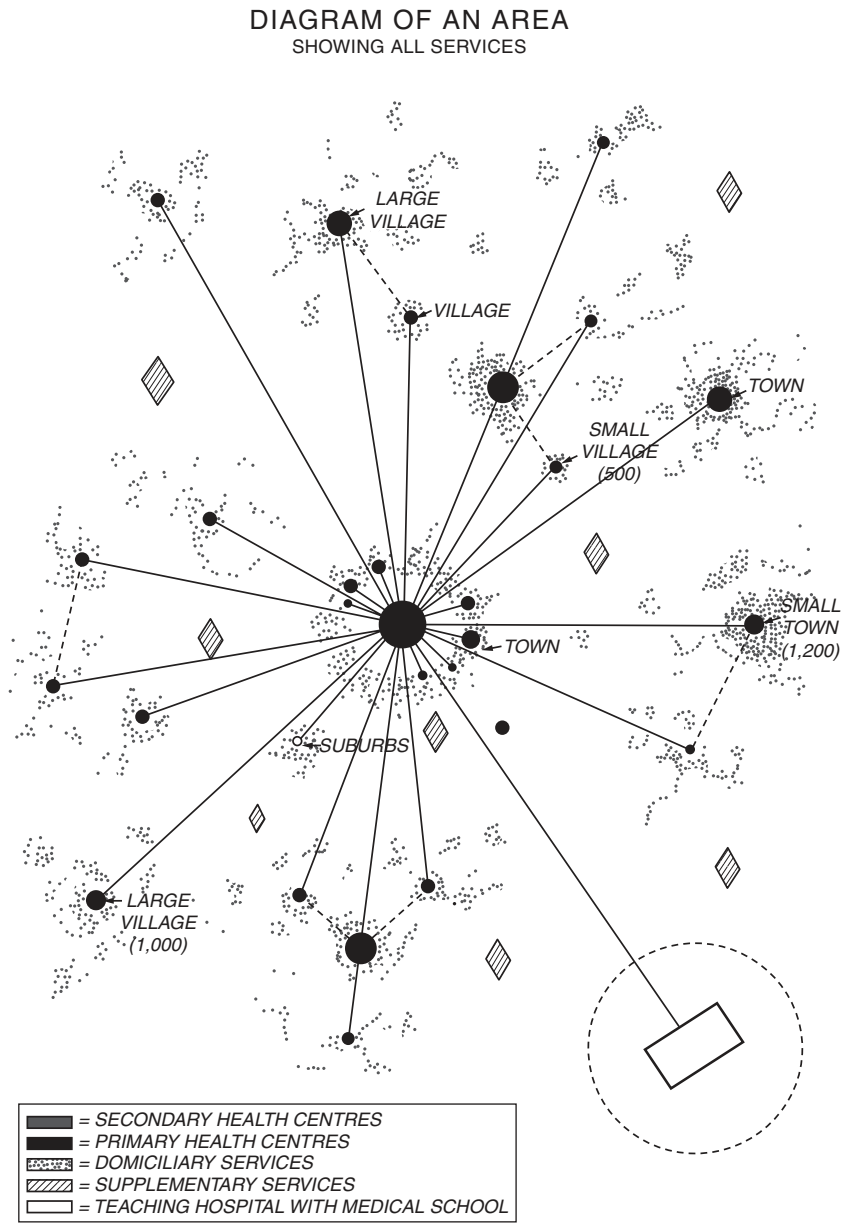 DIAGRAM OF AN AREA
SHOWING ALL SERVICES
LARGE
VILLAGE
VILLAGE
TOWN
SMALL
VILLAGE
(500)
SMALL
TOWN
(1,200)
TOWN
SUBURBS
LARGE
VILLAGE
(1,000)
= SECONDARY HEALTH CENTRES
= PRIMARY HEALTH CENTRES
= DOMICILIARY SERVICES
= SUPPLEMENTARY SERVICES
= TEACHING HOSPITAL WITH MEDICAL SCHOOL